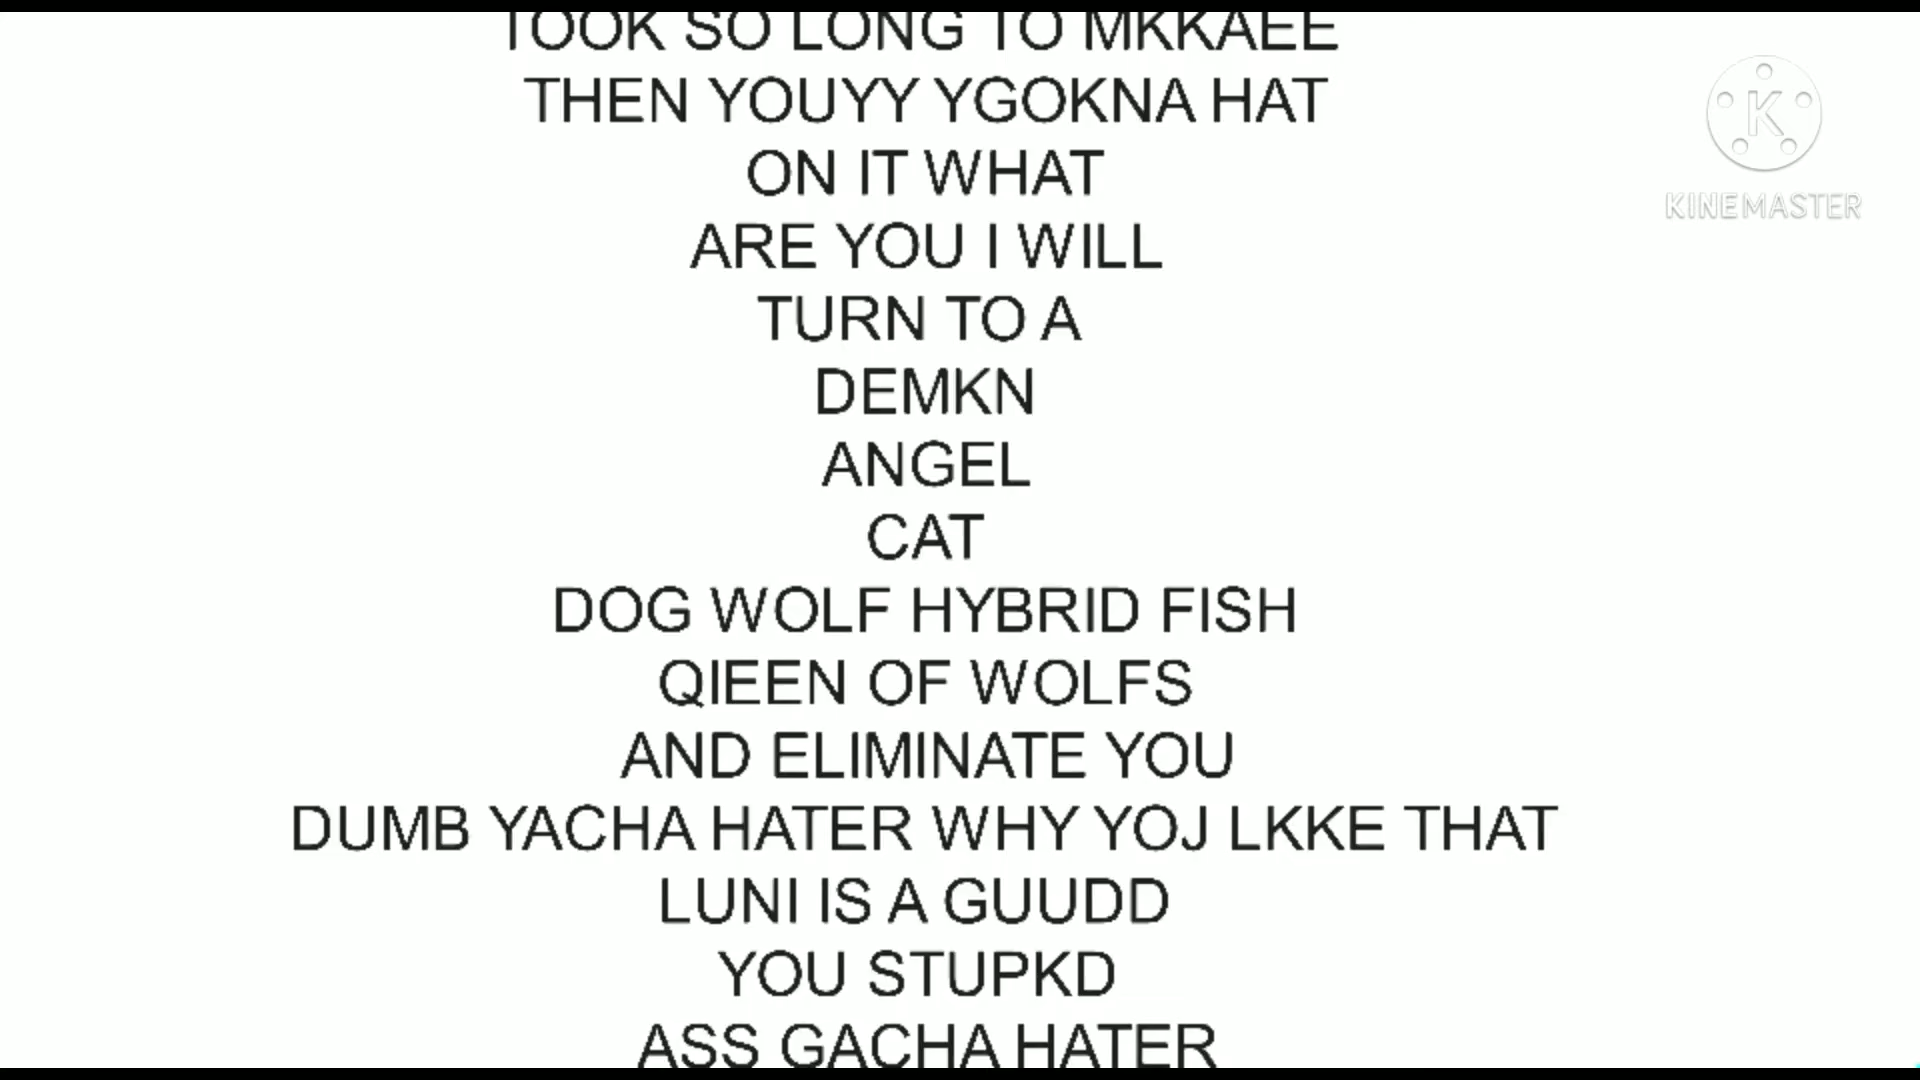 TOOK SO LONG TO MKKAEE
THEN YOUYY YGOKNA HAT
ON IT WHAT
ARE YOU I WILL
TURN TO A
DEMKN
ANGEL
CAT
DOG WOLF HYBRID FISH
QIEEN OF WOLFS
AND ELIMINATE YOU
DUMB YACHA HATER WHY YOJ LKKE THAT
LUNI IS A GUUDD
YOU STUPKD
ASS GACHA HATER
K
KINEMASTER